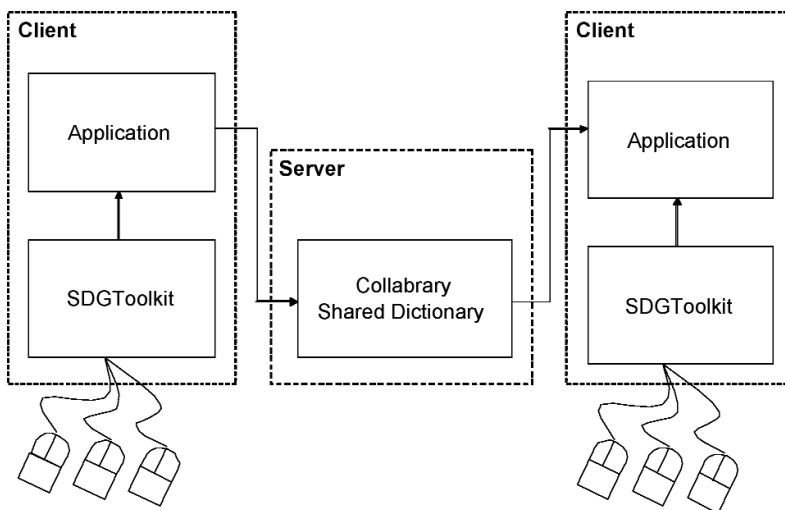 Client
Application
SDGToolkit
Server
Collabrary
Shared Dictionary
Client
Application
SDGToolkit